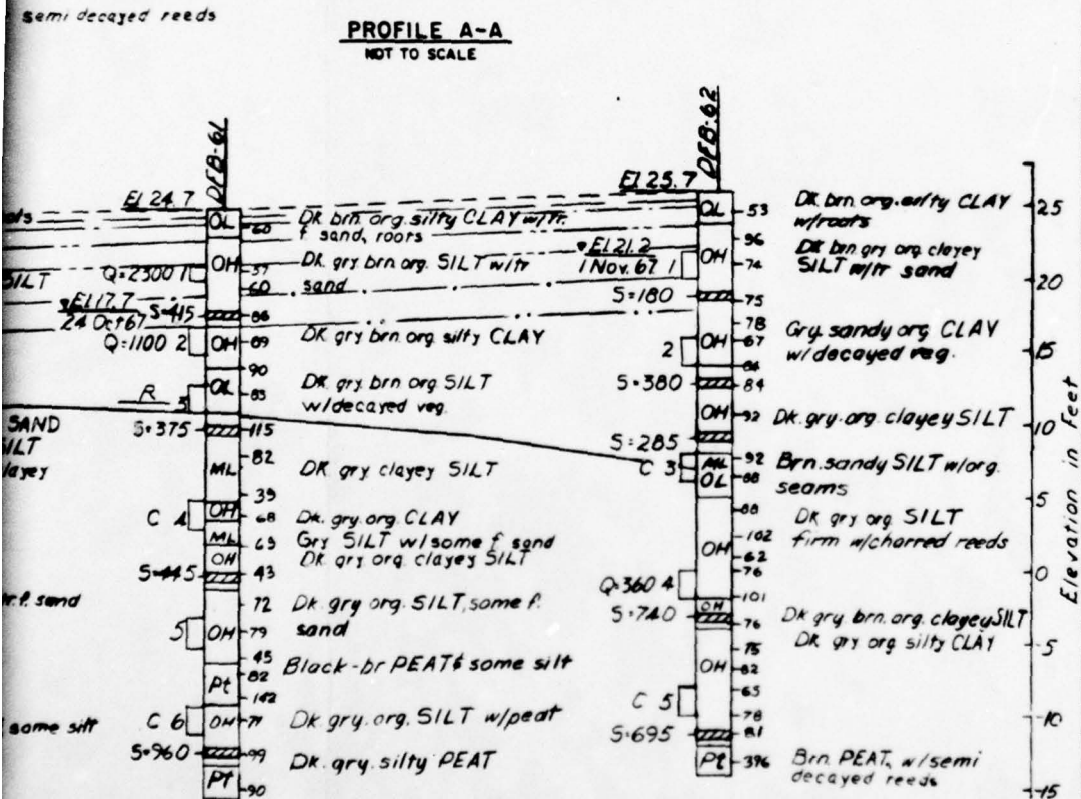 semi decayed reeds
PROFILE A-A
NOT TO SCALE
DEB-61
El 24.7
OL
60
DK brn org. silty CLAY w/tr.
f. sand, roots
Q=2300 1
OH
57
60
DK gry brn org. SILT w/tr
sand
SILT
El 17.7
24 Oct 67
S=415
86
Q=1100 2
OH
89
DK gry brn org silty CLAY
90
R 3
OL
83
DK gry brn org SILT
w/decayed veg.
SAND
SILT
layey
S=375
115
82
ML
DK gry clayey SILT
39
C 4
OH
68
Dk. gry. org. CLAY
ML
69
Gry SILT w/some f sand
OH
Dk gry org clayey SILT
S=445
43
f. sand
72
Dk. gry org. SILT, some f.
sand
5
OH
79
45
82
Black-br PEAT & some silt
Pt
142
some silt
C 6
OH
71
Dk gry. org. SILT w/peat
S=960
99
Dk. gry. silty PEAT
Pt
90
DEB-62
El 25.7
OL
53
DK. brn. org. silty CLAY
w/roots
96
El 21.2
1 Nov. 67 1
OH
74
DK brn gry org clayey
SILT w/tr sand
S=180
75
78
2
OH
67
Gry. sandy org CLAY
w/decayed veg.
84
S=380
84
OH
92
Dk. gry. org. clayey SILT
S=285
92
C 3
ML
OL
88
Brn. sandy SILT w/org.
seams
88
DK gry org SILT
firm w/charred reeds
102
OH
62
76
Q=360 4
101
OH
S=740
76
Dk gry brn. org. clayey SILT
DK gry org silty CLAY
75
OH
82
65
C 5
78
S=695
81
Pt
396
Brn PEAT, w/semi
decayed reeds
25
20
15
10
5
0
-5
-10
-15
Elevation in Feet